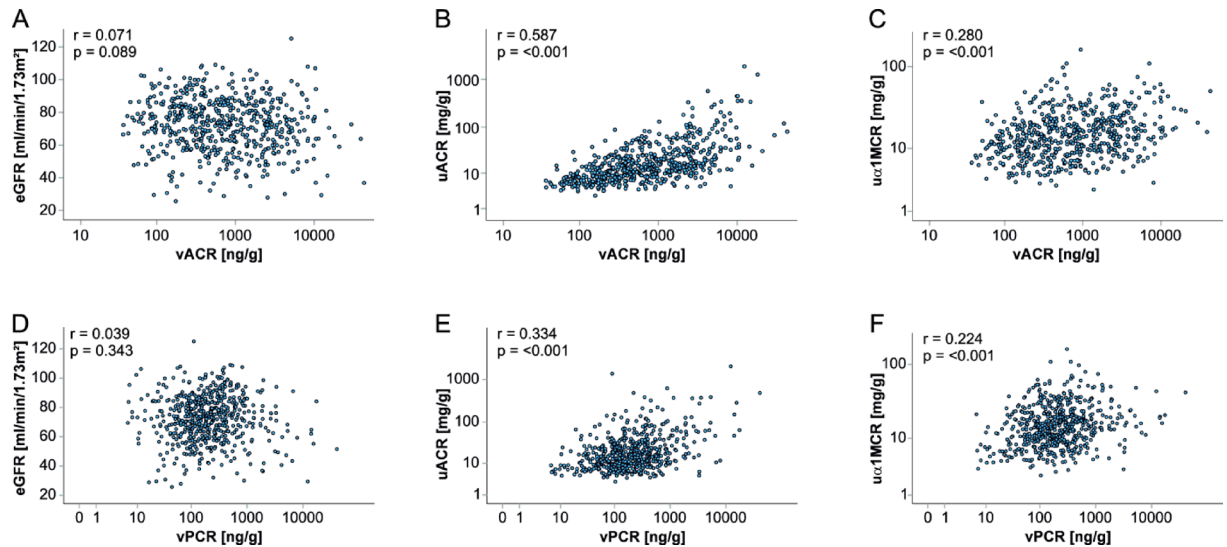 A
r = 0.071
p = 0.089
eGFR [ml/min/1.73m²]
120
100
80
60
40
20
10
100
1000
10000
vACR [ng/g]
B
r = 0.587
p = <0.001
uACR [mg/g]
1000
100
10
1
10
100
1000
10000
vACR [ng/g]
C
r = 0.280
p = <0.001
uα1MCR [mg/g]
100
10
1
10
100
1000
10000
vACR [ng/g]
D
r = 0.039
p = 0.343
eGFR [ml/min/1.73m²]
120
100
80
60
40
20
0
1
10
100
1000
10000
vPCR [ng/g]
E
r = 0.334
p = <0.001
uACR [mg/g]
1000
100
10
1
0
1
10
100
1000
10000
vPCR [ng/g]
F
r = 0.224
p = <0.001
uα1MCR [mg/g]
100
10
1
0
1
10
100
1000
10000
vPCR [ng/g]